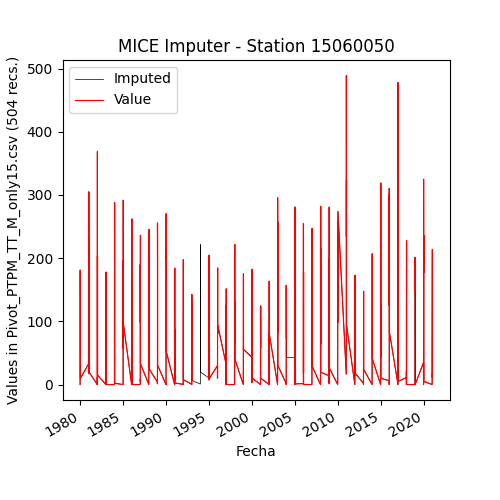 MICE Imputer - Station 15060050
Imputed
Value
Values in Pivot_PTPM_TT_M_only15.csv (504 recs.)
500
400
300
200
100
0
1980 1985 1990 1995 2000 2005 2010 2015 2020
Fecha